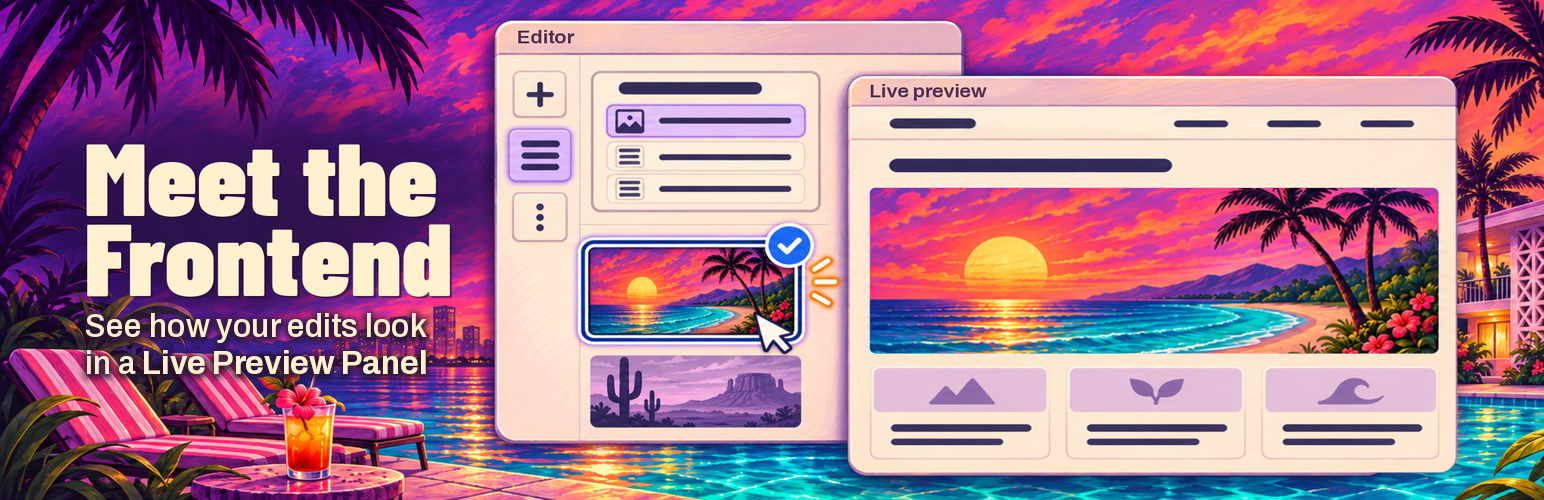 Meet the
Frontend
See how your edits look
in a Live Preview Panel
Editor
Live preview